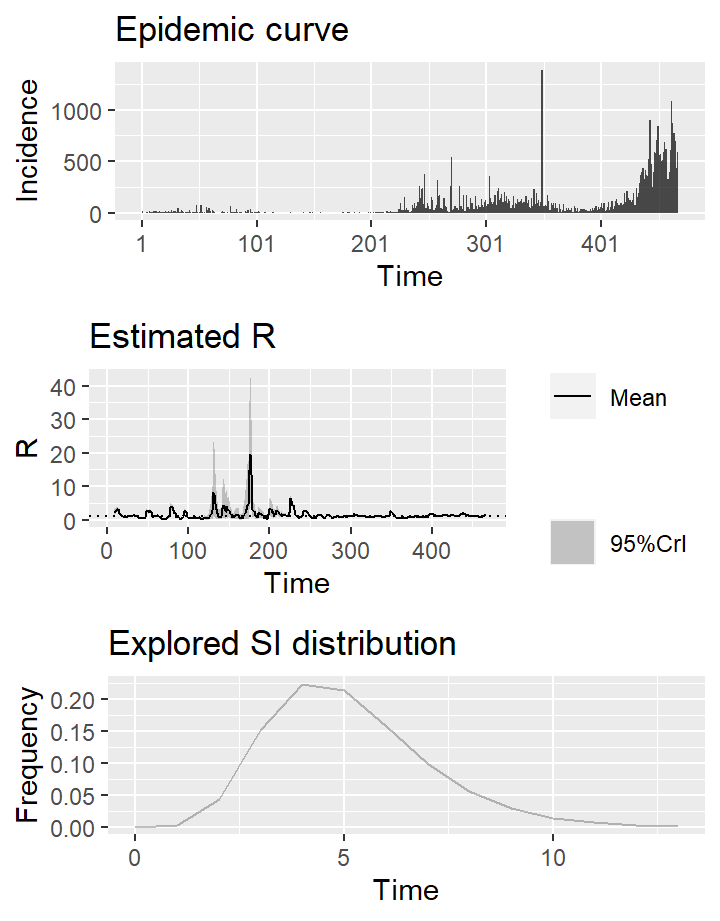 Epidemic curve
Incidence
1000
500
0
1 101 201 301 401
Time
Estimated R
R
40
30
20
10
0
0 100 200 300 400
Time
Mean
95%CrI
Explored SI distribution
Frequency
0.20
0.15
0.10
0.05
0.00
0 5 10
Time